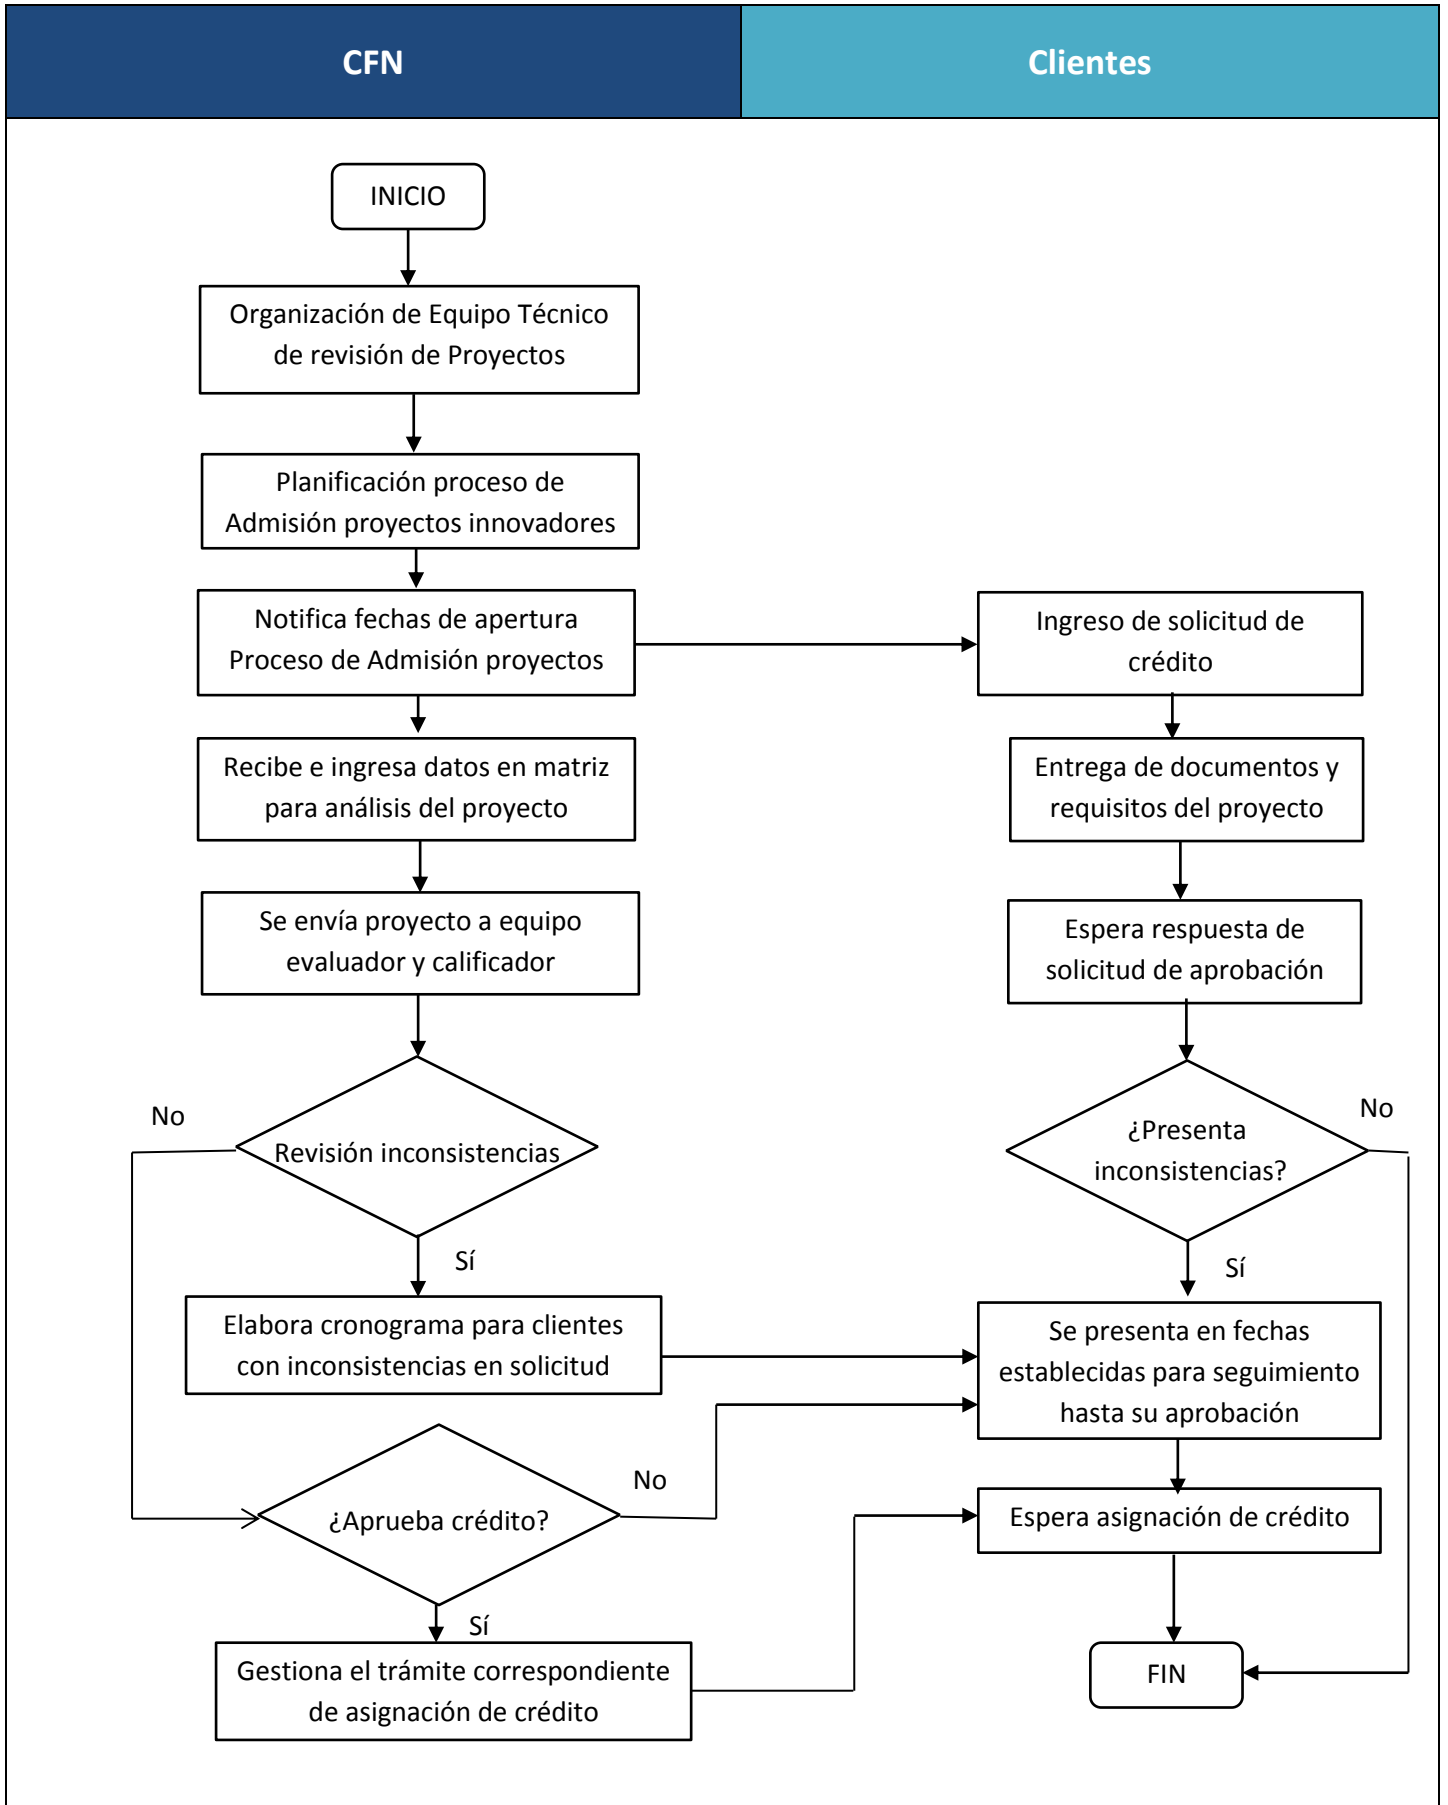 CFN
Clientes
INICIO
Organización de Equipo Técnico
de revisión de Proyectos
Planificación proceso de
Admisión proyectos innovadores
Notifica fechas de apertura
Proceso de Admisión proyectos
Ingreso de solicitud de
crédito
Recibe e ingresa datos en matriz
para análisis del proyecto
Entrega de documentos y
requisitos del proyecto
Se envía proyecto a equipo
evaluador y calificador
Espera respuesta de
solicitud de aprobación
No
Revisión inconsistencias
Sí
¿Presenta
inconsistencias?
No
Sí
Elabora cronograma para clientes
con inconsistencias en solicitud
Se presenta en fechas
establecidas para seguimiento
hasta su aprobación
¿Aprueba crédito?
No
Sí
Espera asignación de crédito
Gestiona el trámite correspondiente
de asignación de crédito
FIN